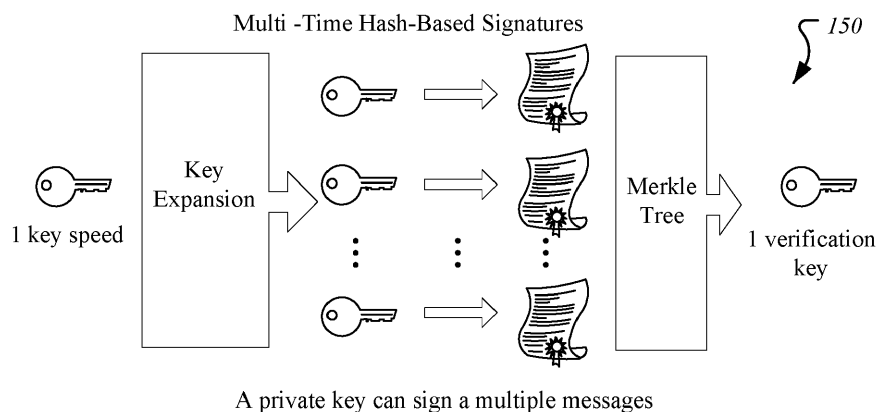 Multi -Time Hash-Based Signatures
150
Key
Expansion
1 key speed
Merkle
Tree
1 verification
key
A private key can sign a multiple messages